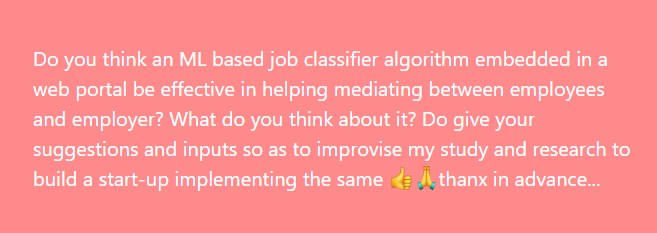 Do you think an ML based job classifier algorithm embedded in a
web portal be effective in helping mediating between employees
and employer? What do you think about it? Do give your
suggestions and inputs so as to improvise my study and research to
build a start-up implementing the same 👍🙏thanx in advance...